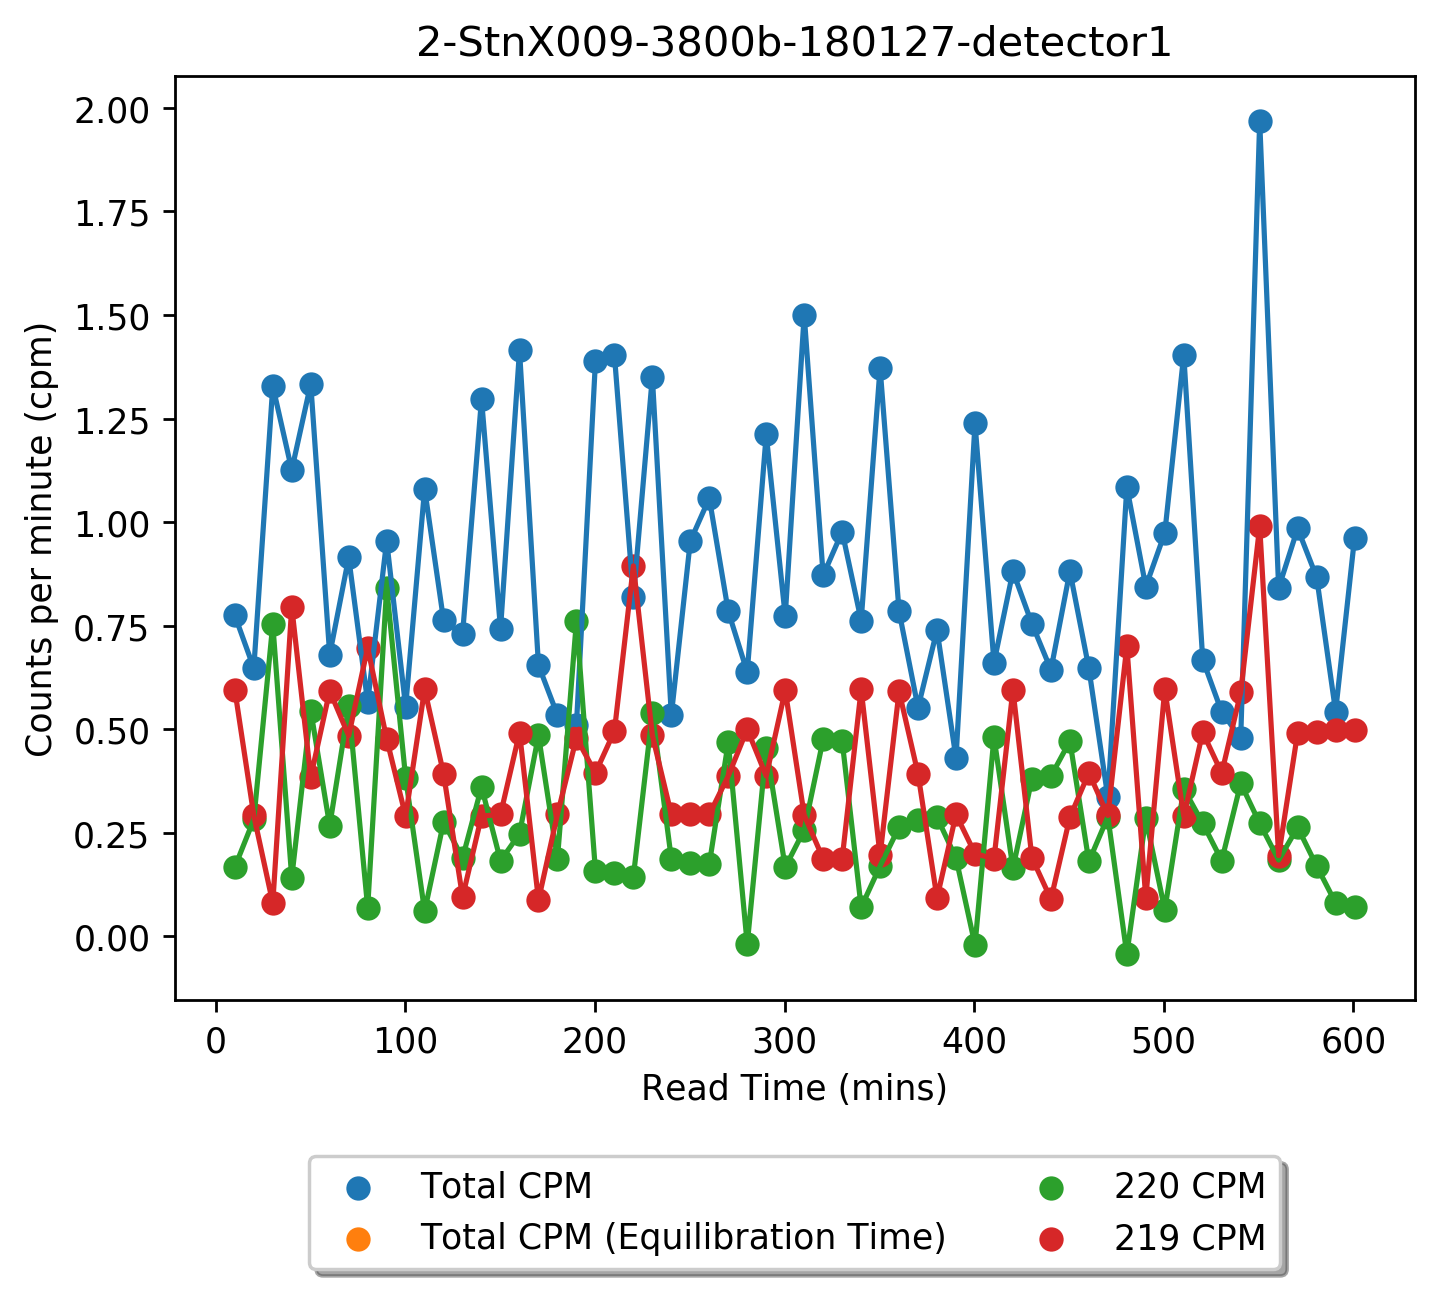 2-StnX009-3800b-180127-detector1
2.00
1.75
1.50
1.25
1.00
0.75
0.50
0.25
0.00
Counts per minute (cpm)
0 100 200 300 400 500 600
Read Time (mins)
Total CPM
Total CPM (Equilibration Time)
220 CPM
219 CPM